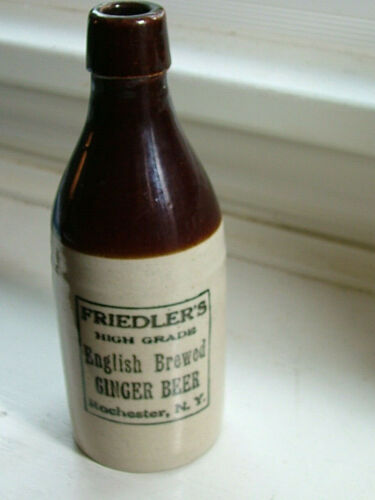 FRIEDLER'S
HIGH GRADE
English Brewed
GINGER BEER
Rochester, N.Y.